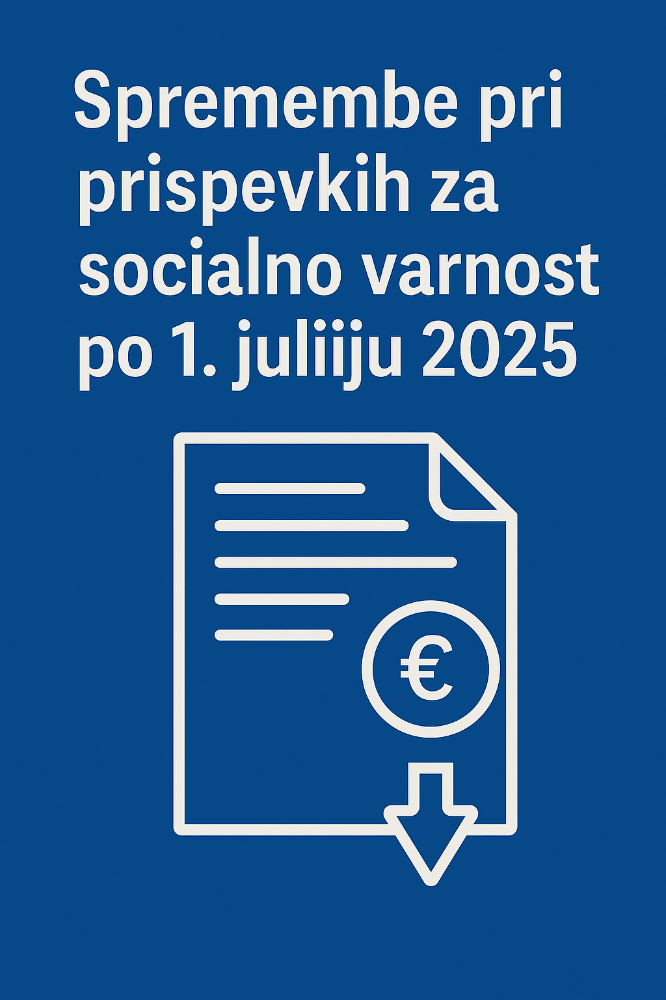 Spremembe pri
prispevkih za
socialno varnost
po 1. juliiju 2025
€